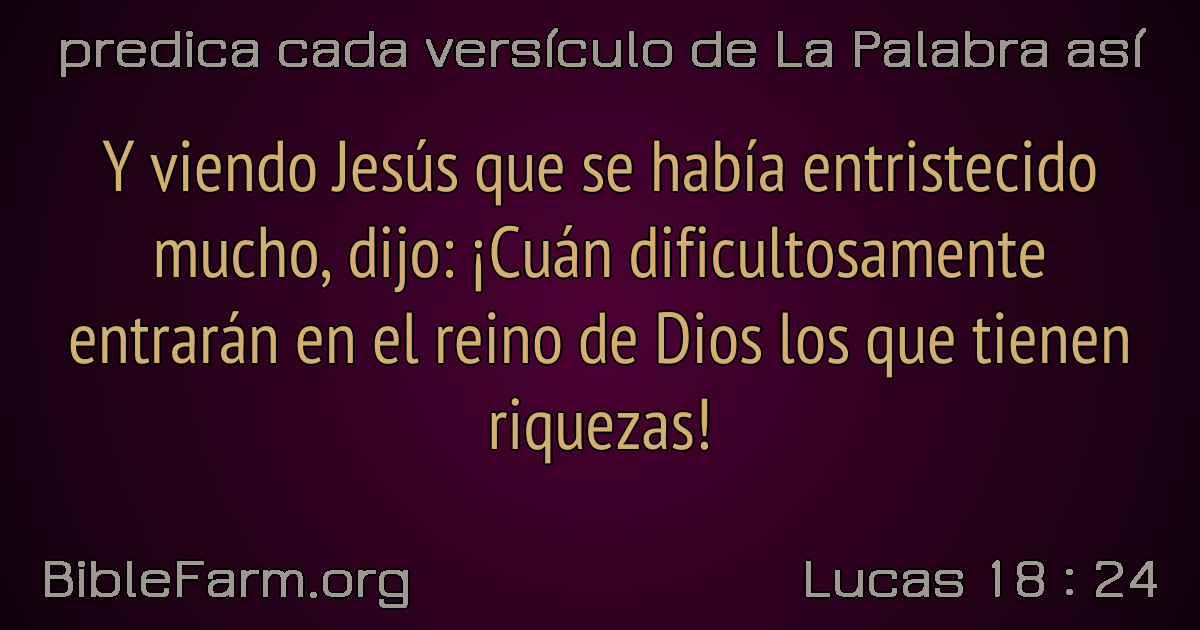 predica cada versículo de La Palabra así
Y viendo Jesús que se había entristecido
mucho, dijo: ¡Cuán dificultosamente
entrarán en el reino de Dios los que tienen
riquezas!
BibleFarm.org
Lucas 18 : 24